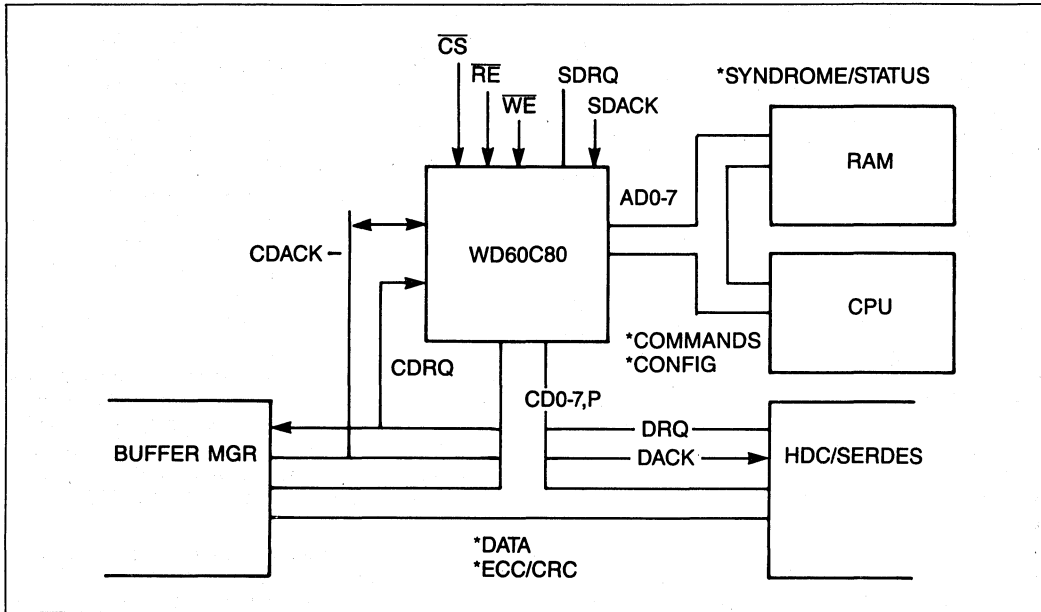 CS
RE
SDRQ
*SYNDROME/STATUS
WE
SDACK
RAM
AD0-7
CDACK
WD60C80
CPU
*COMMANDS
*CONFIG
CDRQ
CD0-7,P
DRQ
BUFFER MGR
DACK
HDC/SERDES
*DATA
*ECC/CRC